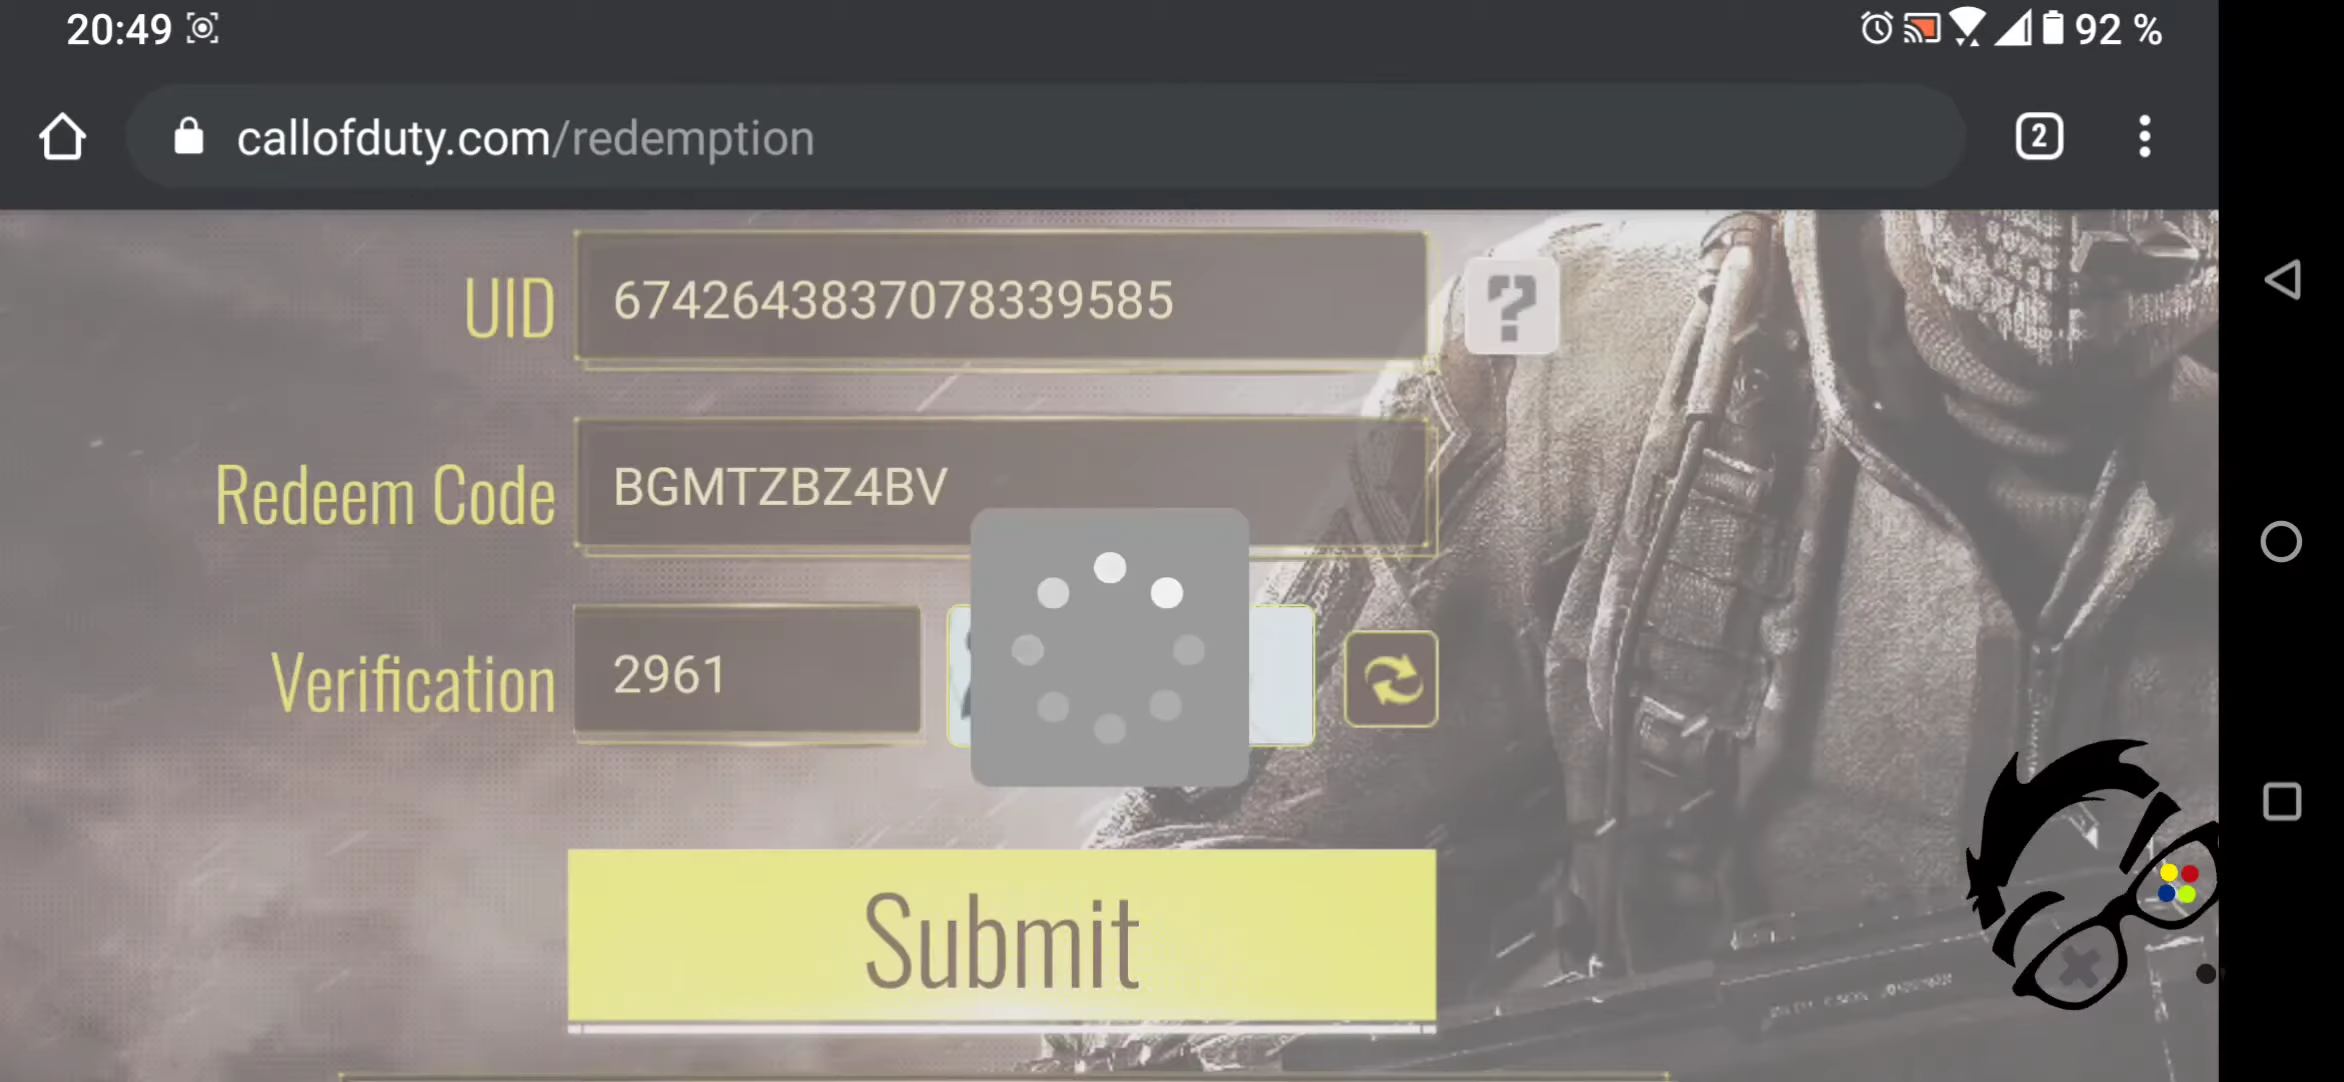 20:49
92 %
callofduty.com/redemption
2
UID
6742643837078339585
?
Redeem Code
BGMTZBZ4BV
Verification
2961
Submit